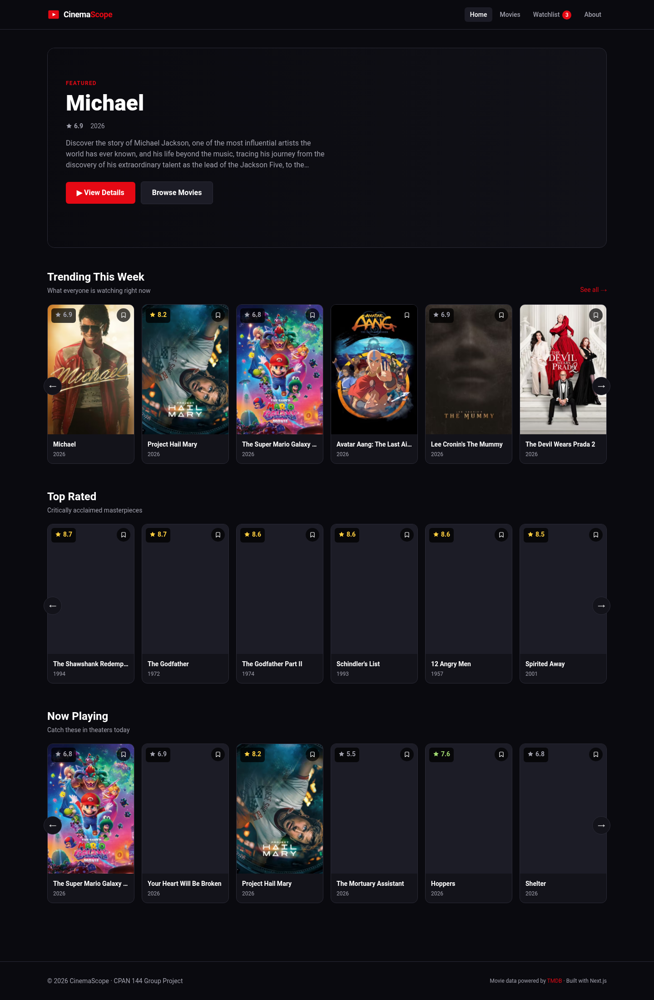 CinemaScope
Home
Movies
Watchlist 3
About
FEATURED
Michael
★ 6.9 2026
Discover the story of Michael Jackson, one of the most influential artists the
world has ever known, and his life beyond the music, tracing his journey from the
discovery of his extraordinary talent as the lead of the Jackson Five, to the…
▶ View Details
Browse Movies
Trending This Week
What everyone is watching right now
See all →
★ 6.9
Michael
Michael
2026
★ 8.2
PROJECT
HAIL
MARY
Project Hail Mary
2026
★ 6.8
THE SUPER
MARIO
GALAXY
MOVIE
The Super Mario Galaxy ...
2026
AVATAR
AANG
THE LAST AIRBENDER
Avatar Aang: The Last Ai...
2026
★ 6.9
LEE CRONIN'S
THE MUMMY
Lee Cronin's The Mummy
2026
THE
DEVIL
WEARS
PRADA 2
The Devil Wears Prada 2
2026
←
→
Top Rated
Critically acclaimed masterpieces
★ 8.7
The Shawshank Redemp...
1994
★ 8.7
The Godfather
1972
★ 8.6
The Godfather Part II
1974
★ 8.6
Schindler's List
1993
★ 8.6
12 Angry Men
1957
★ 8.5
Spirited Away
2001
←
→
Now Playing
Catch these in theaters today
★ 6.8
THE SUPER
MARIO
GALAXY
MOVIE
The Super Mario Galaxy ...
2026
★ 6.9
Your Heart Will Be Broken
2026
★ 8.2
PROJECT
HAIL
MARY
Project Hail Mary
2026
★ 5.5
The Mortuary Assistant
2026
★ 7.6
Hoppers
2026
★ 6.8
Shelter
2026
←
→
© 2026 CinemaScope · CPAN 144 Group Project
Movie data powered by TMDB · Built with Next.js